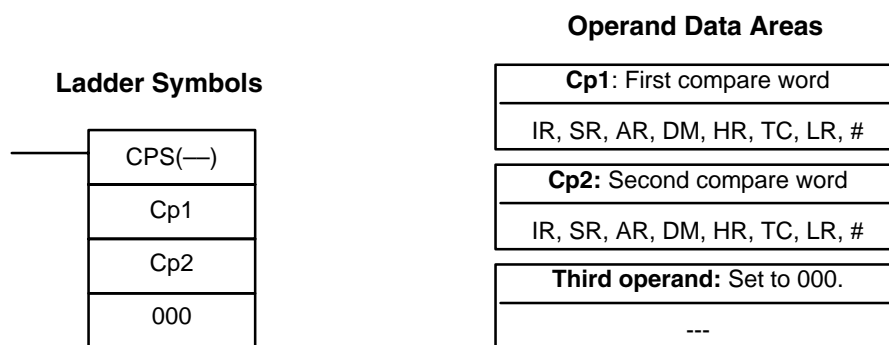 Ladder Symbols
CPS(––)
Cp1
Cp2
000
Operand Data Areas
Cp1: First compare word
IR, SR, AR, DM, HR, TC, LR, #
Cp2: Second compare word
IR, SR, AR, DM, HR, TC, LR, #
Third operand: Set to 000.
---